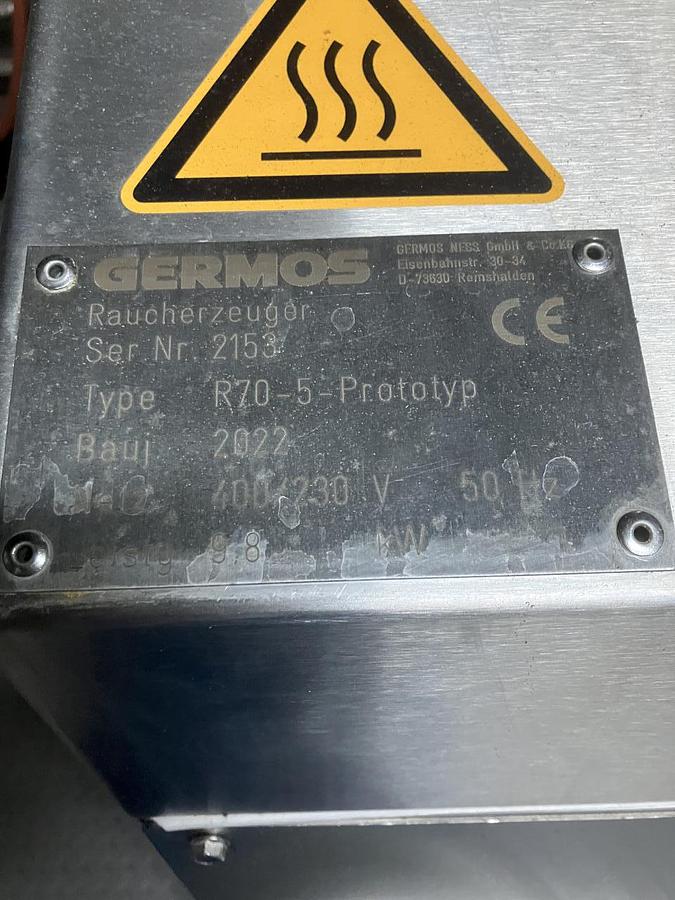 GERMOS
GERMOS NESS GmbH & Co.KG
Eisenbahnstr. 30-34
D-73630 Remshalden
Raucherzeuger
CE
Ser Nr. 2153
Type R70-5-Prototyp
Bauj 2022
400/230 V 50 Hz
9.8 kW